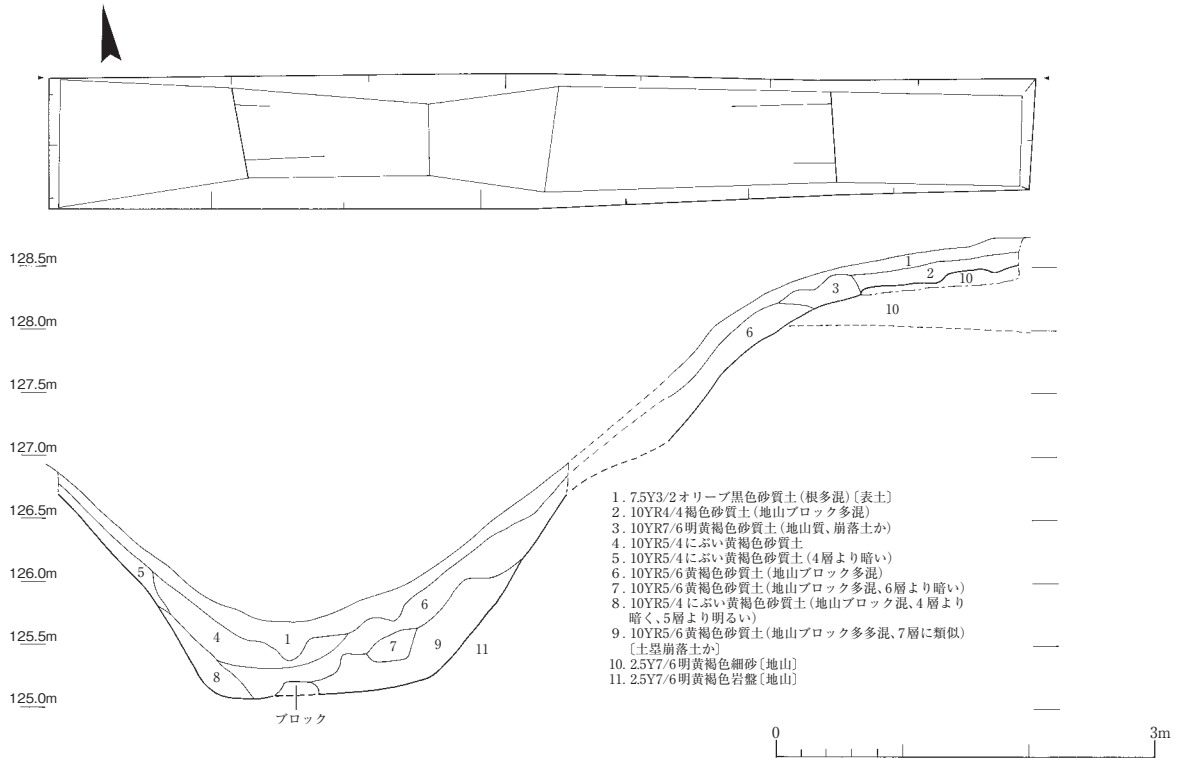 128.5m
128.0m
127.5m
127.0m
126.5m
126.0m
125.5m
125.0m
1
2
10
3
10
6
5
6
4
1
7
9
11
8
ブロック
1. 7.5Y3/2オリーブ黒色砂質土(根多混)〔表土〕
2. 10YR4/4褐色砂質土(地山ブロック多混)
3. 10YR7/6明黄褐色砂質土(地山質、崩落土か)
4. 10YR5/4にぶい黄褐色砂質土
5. 10YR5/4にぶい黄褐色砂質土(4層より暗い)
6. 10YR5/6黄褐色砂質土(地山ブロック多混)
7. 10YR5/6黄褐色砂質土(地山ブロック多混、6層より暗い)
8. 10YR5/4にぶい黄褐色砂質土(地山ブロック混、4層より
暗く、5層より明るい)
9. 10YR5/6黄褐色砂質土(地山ブロック多多混、7層に類似)
〔土塁崩落土か〕
10. 2.5Y7/6明黄褐色細砂〔地山〕
11. 2.5Y7/6明黄褐色岩盤〔地山〕
0 3m